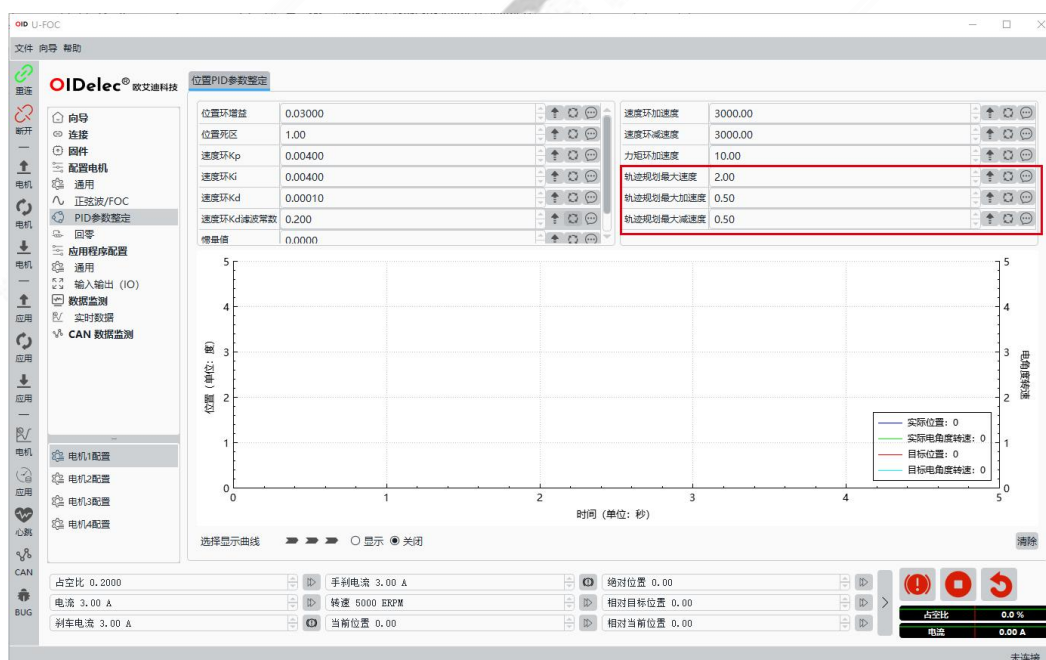 OID U-FOC
文件 向导 帮助
重连
断开
电机
电机
电机
应用
应用
应用
电机
应用
心跳
CAN
BUG
OIDelec® 欧艾迪科技
向导
连接
固件
配置电机
通用
正弦波/FOC
PID参数整定
回零
应用程序配置
通用
输入输出 (IO)
数据监测
实时数据
CAN 数据监测
电机1配置
电机2配置
电机3配置
电机4配置
位置PID参数整定
位置环增益 0.03000
位置死区 1.00
速度环Kp 0.00400
速度环Ki 0.00400
速度环Kd 0.00010
速度环Kd滤波常数 0.200
惯量值 0.0000
速度环加速度 3000.00
速度环减速度 3000.00
力矩环加速度 10.00
轨迹规划最大速度 2.00
轨迹规划最大加速度 0.50
轨迹规划最大减速度 0.50
5
4
3
2
1
0
位置 (单位: 度)
0 1 2 3 4 5
时间 (单位: 秒)
5
4
3
2
1
0
电角度转速
实际位置: 0
实际电角度转速: 0
目标位置: 0
目标电角度转速: 0
选择显示曲线 显示 关闭 清除
占空比 0.2000 手刹电流 3.00 A 绝对位置 0.00
电流 3.00 A 转速 5000 ERPM 相对目标位置 0.00
刹车电流 3.00 A 当前位置 0.00 相对当前位置 0.00
占空比 0.0 %
电流 0.00 A
未连接